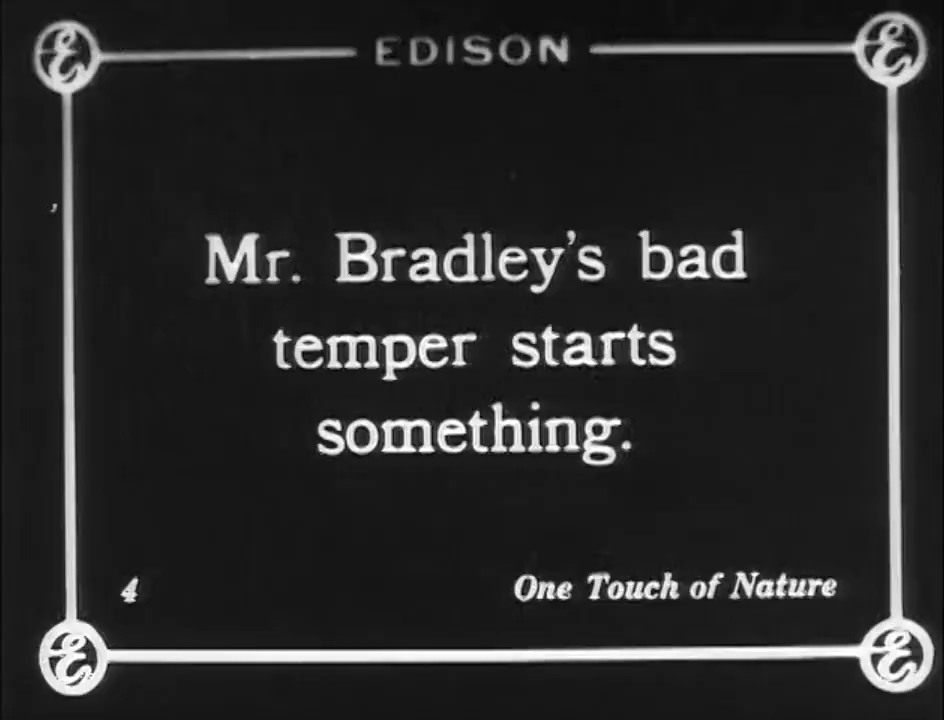 EDISON
Mr. Bradley's bad
temper starts
something.
4
One Touch of Nature